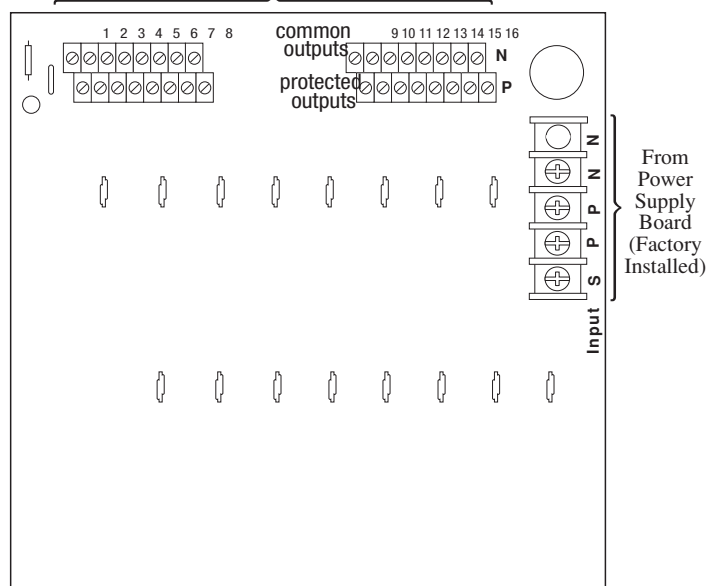 1 2 3 4 5 6 7 8
common
outputs
9 10 11 12 13 14 15 16
N
protected
outputs
P
N
N
P
P
S
Input
From
Power
Supply
Board
(Factory
Installed)